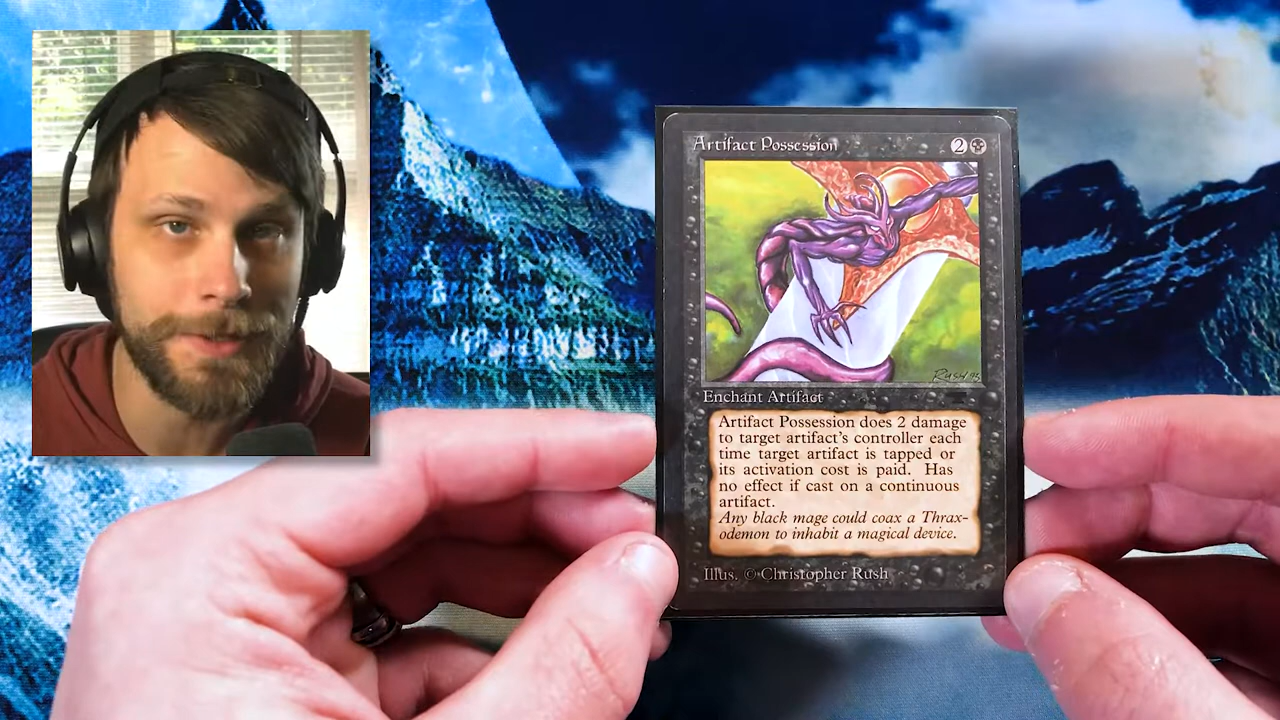 Artifact Possession 2
Rush 93
Enchant Artifact
Artifact Possession does 2 damage
to target artifact's controller each
time target artifact is tapped or
its activation cost is paid. Has
no effect if cast on a continuous
artifact.
Any black mage could coax a Thrax-
odemon to inhabit a magical device.
Illus. © Christopher Rush